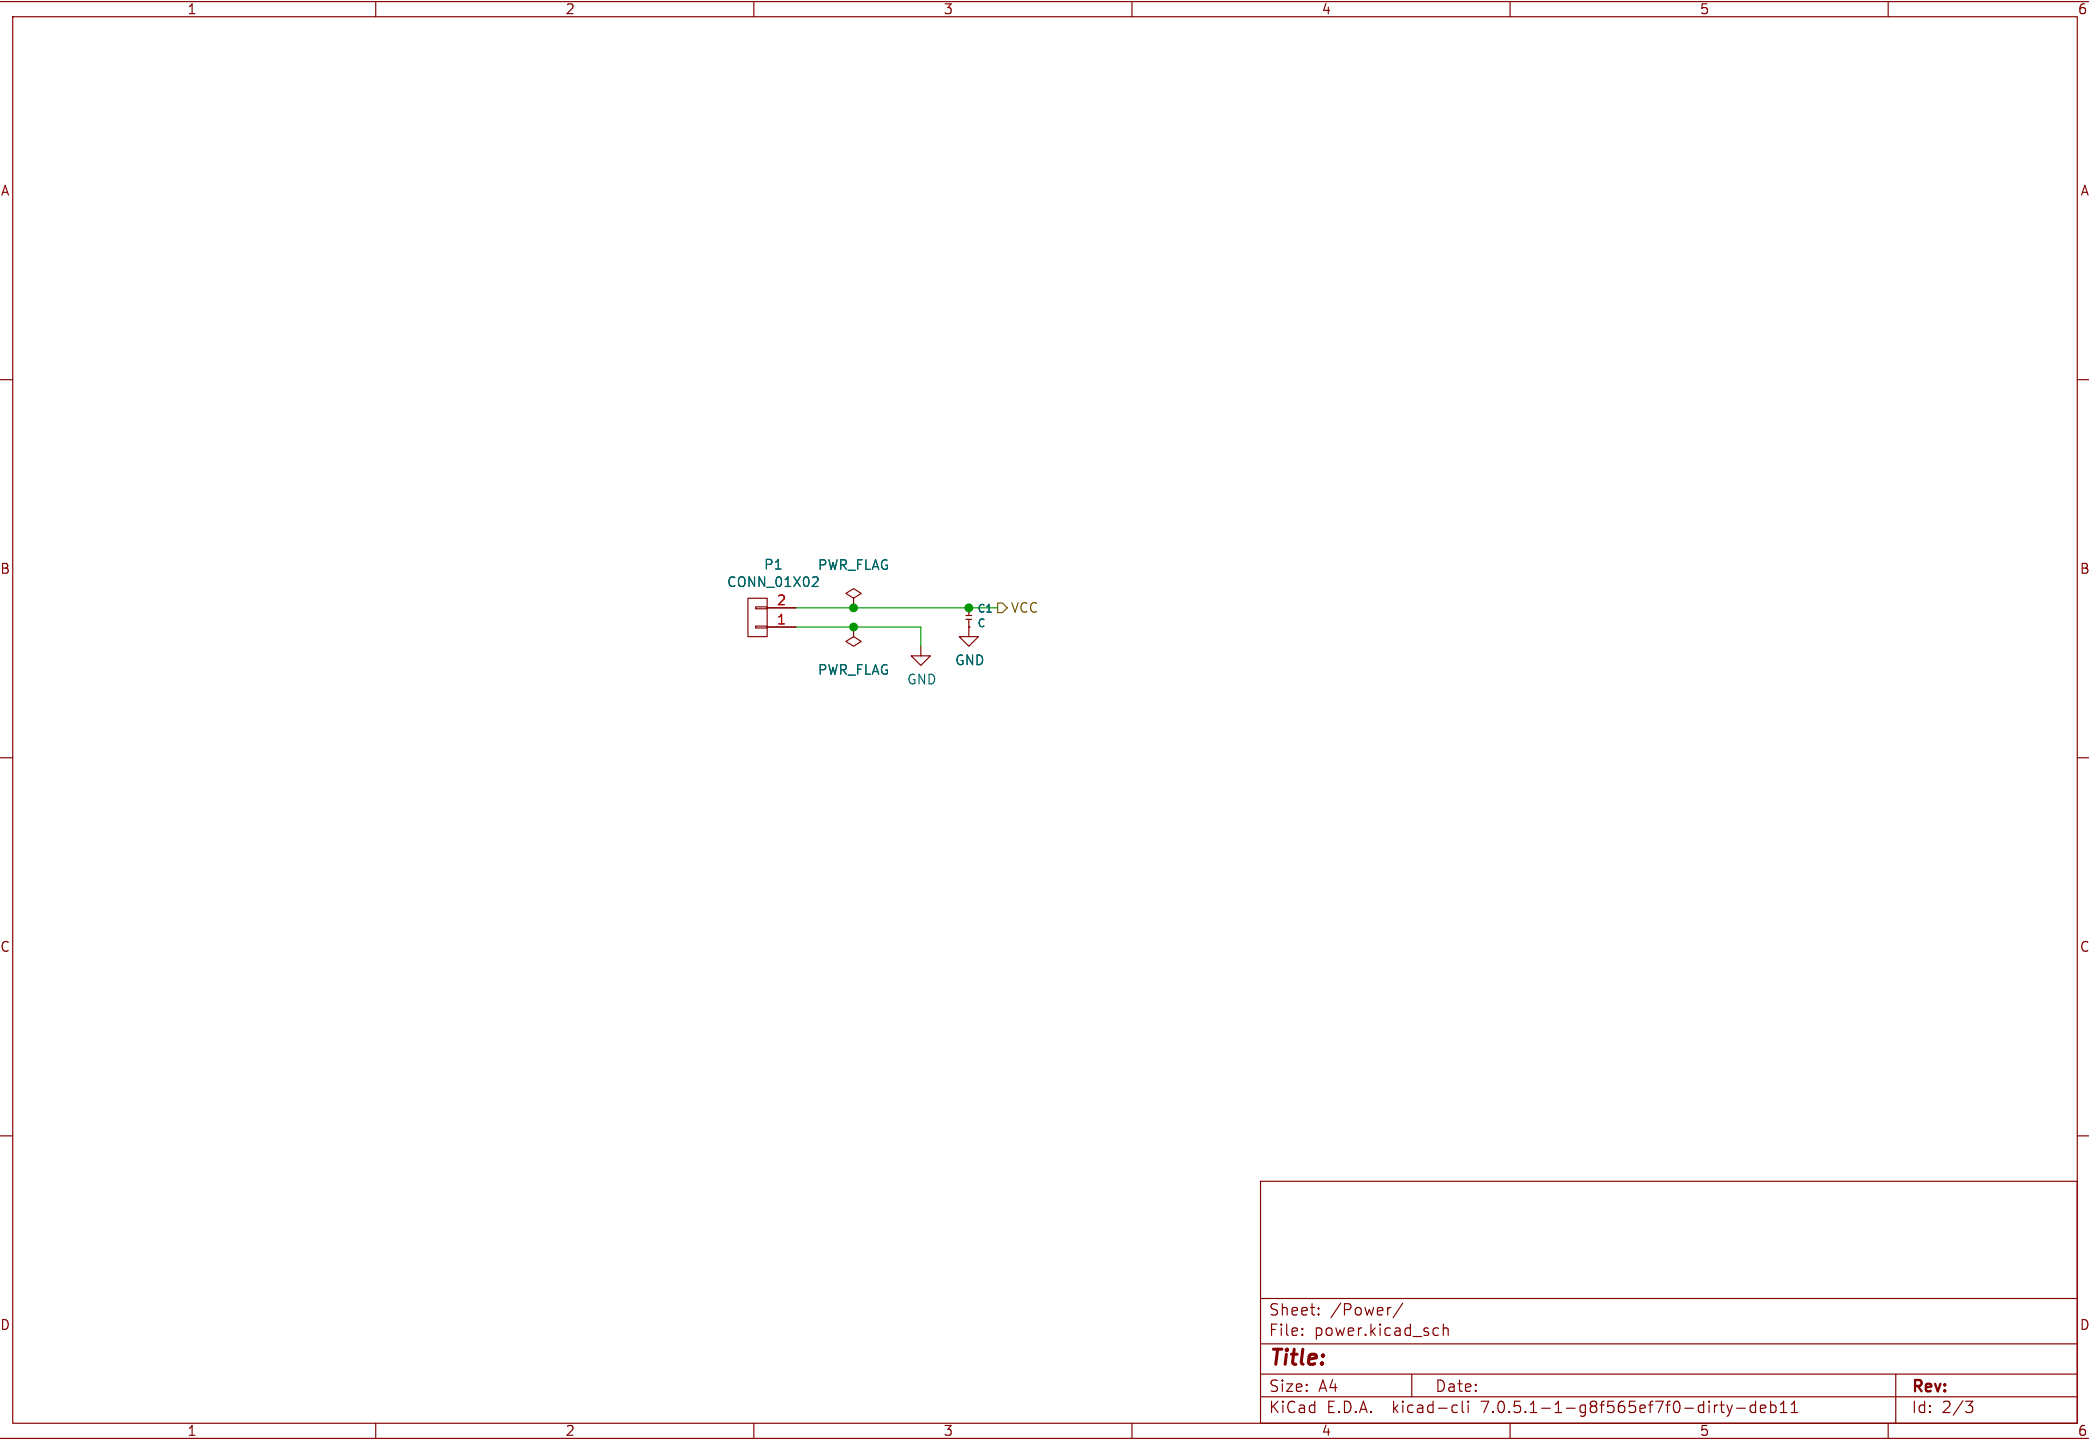 1 2 3 4 5 6
A A
B B
P1 PWR_FLAG
CONN_01X02
2
C1 VCC
1
C
GND
PWR_FLAG
GND
C C
Sheet: /Power/
D D
File: power.kicad_sch
Title:
Size: A4 Date: Rev:
KiCad E.D.A. kicad-cli 7.0.5.1-1-g8f565ef7f0-dirty-deb11 Id: 2/3
1 2 3 4 5 6